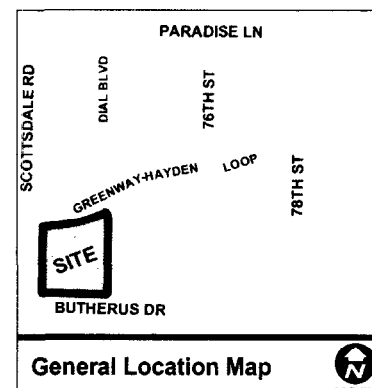 PARADISE LN
SCOTTSDALE RD
DIAL BLVD
76TH ST
GREENWAY-HAYDEN LOOP
78TH ST
SITE
BUTHERUS DR
General Location Map
N